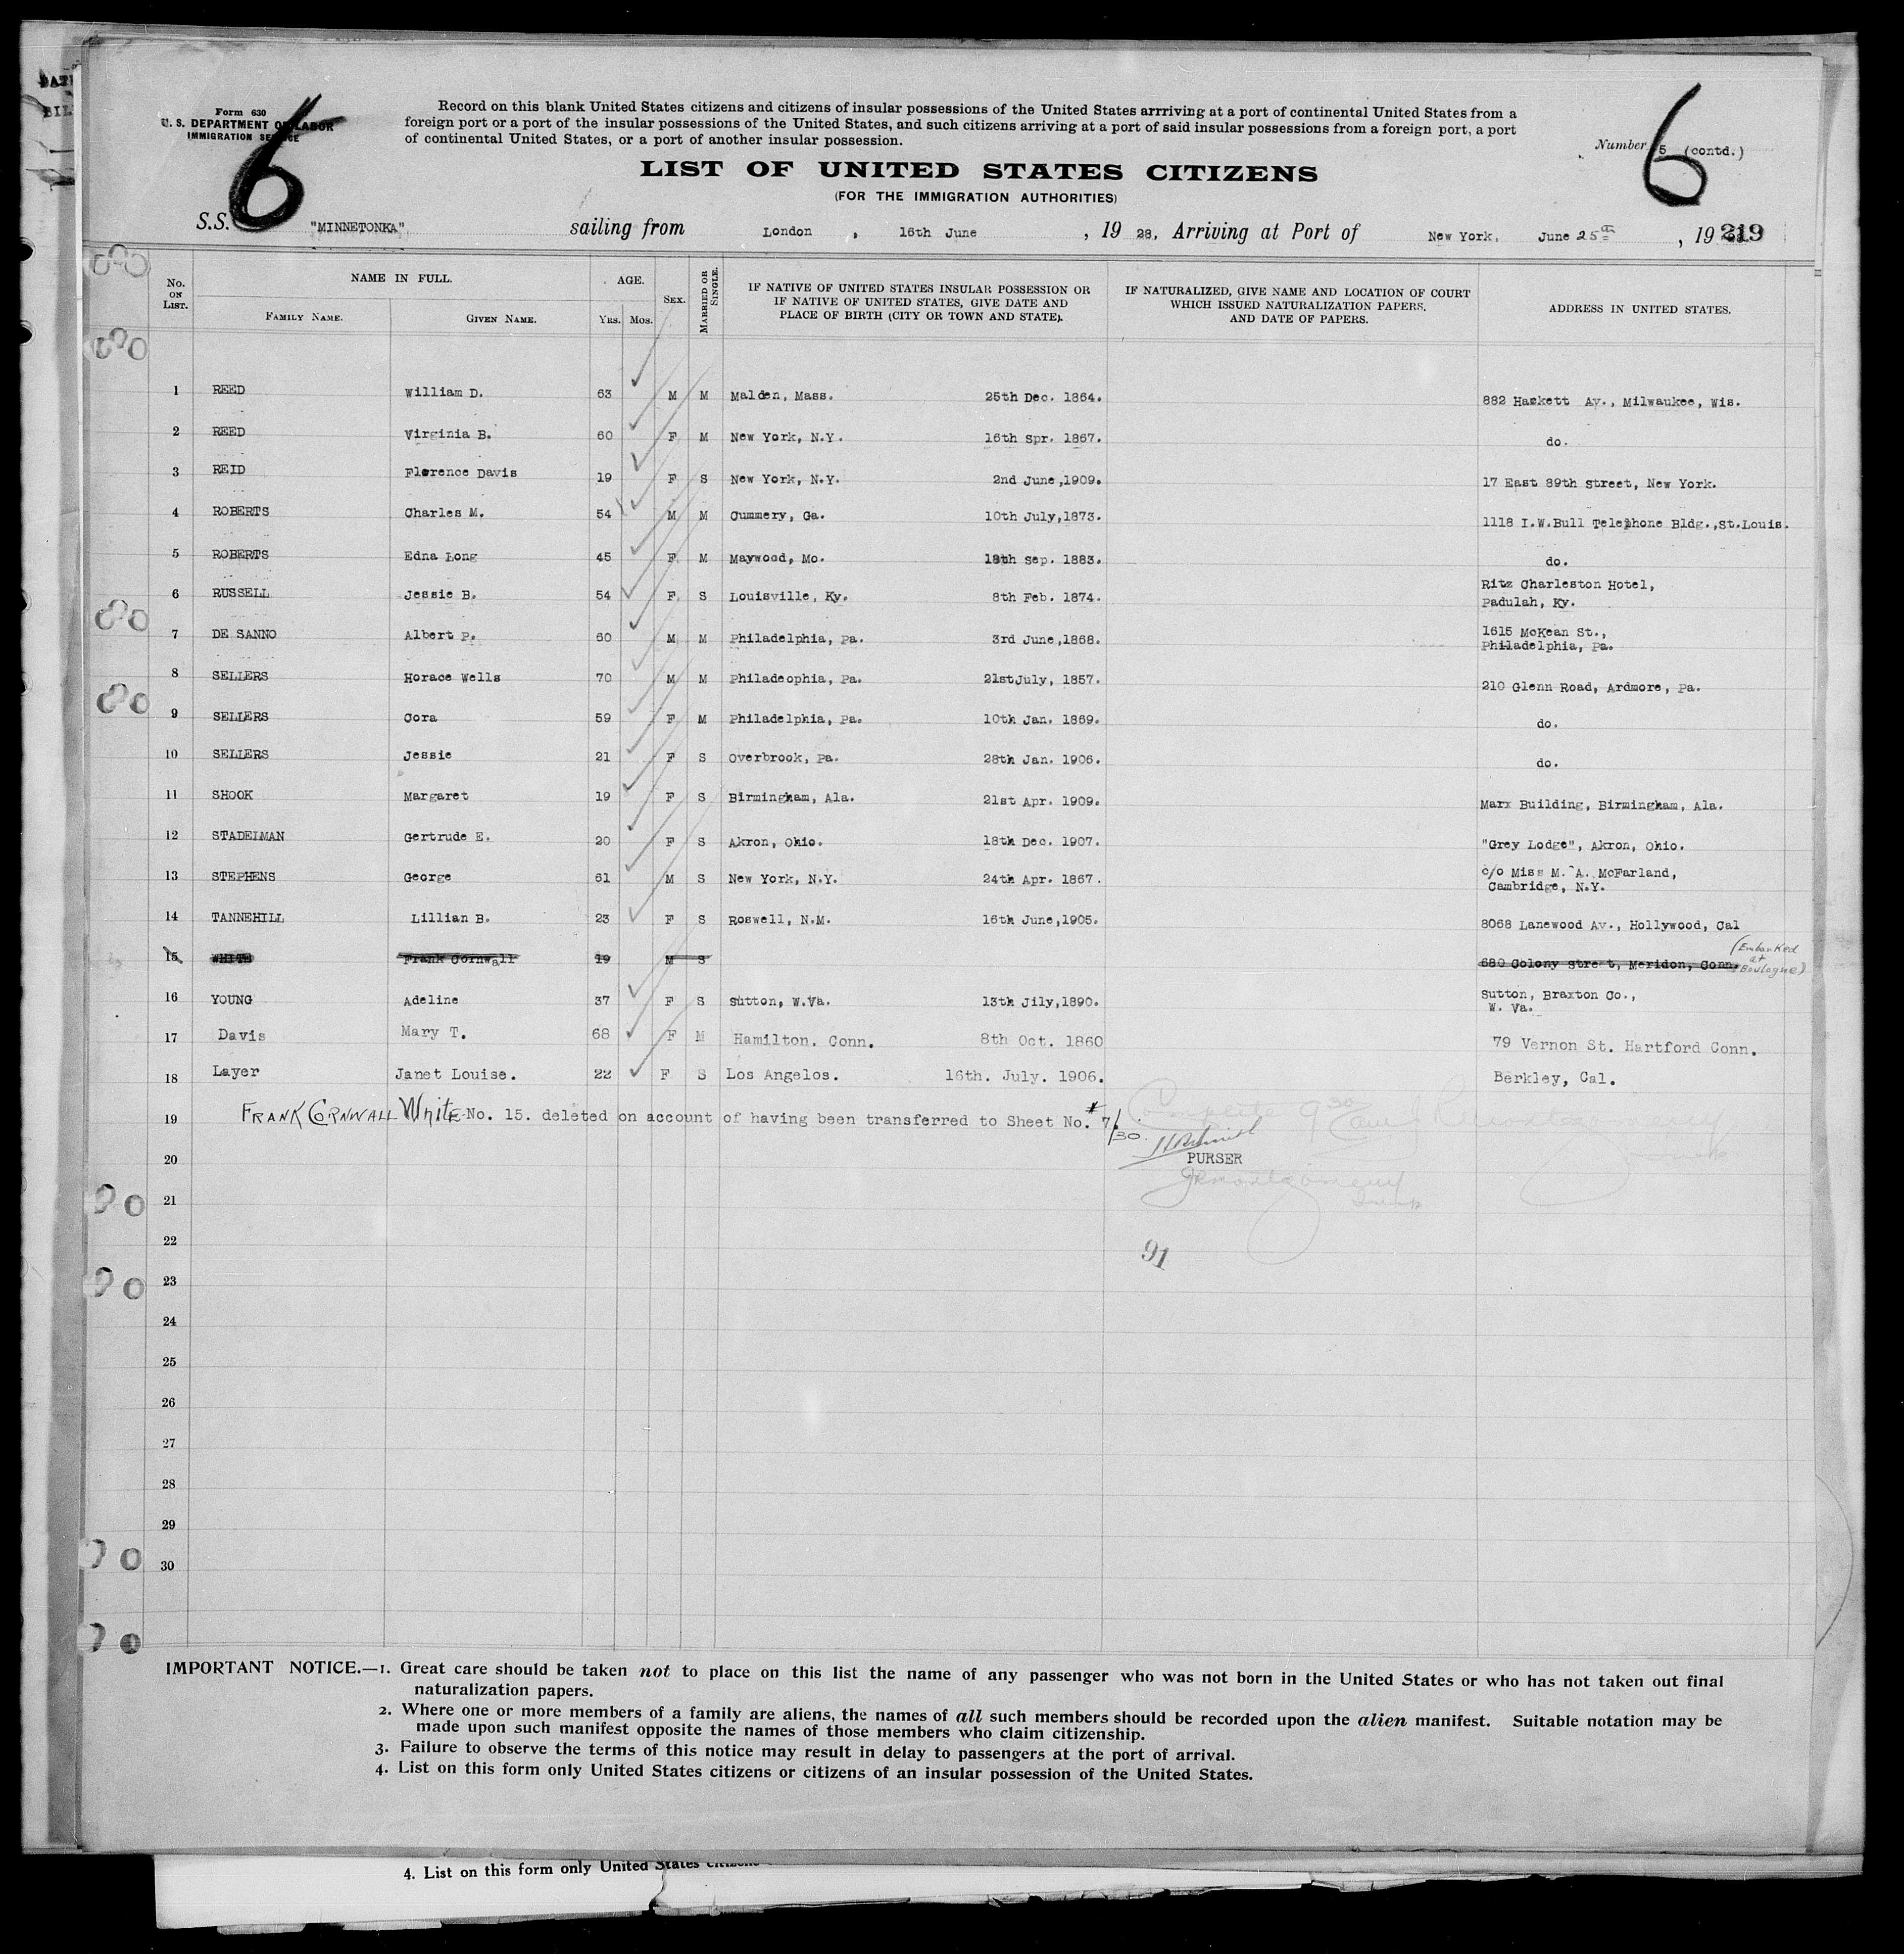 Form 630
U. S. DEPARTMENT OF LABOR
IMMIGRATION SERVICE
6
Record on this blank United States citizens and citizens of insular possessions of the United States arrriving at a port of continental United States from a
foreign port or a port of the insular possessions of the United States, and such citizens arriving at a port of said insular possessions from a foreign port, a port
of continental United States, or a port of another insular possession.
Number 5 (contd.)
6
LIST OF UNITED STATES CITIZENS
(FOR THE IMMIGRATION AUTHORITIES)
S.S. "MINNETONKA" sailing from London, 16th June, 19 28, Arriving at Port of New York, June 25th, 19 219
No. ON LIST. NAME IN FULL. FAMILY NAME. GIVEN NAME. AGE. YRS. MOS. SEX. MARRIED OR SINGLE. IF NATIVE OF UNITED STATES INSULAR POSSESSION OR IF NATIVE OF UNITED STATES, GIVE DATE AND PLACE OF BIRTH (CITY OR TOWN AND STATE). IF NATURALIZED, GIVE NAME AND LOCATION OF COURT WHICH ISSUED NATURALIZATION PAPERS, AND DATE OF PAPERS. ADDRESS IN UNITED STATES.
1 REED William D. 63 M M Malden, Mass. 25th Dec. 1864. 882 Hackett Av., Milwaukee, Wis.
2 REED Virginia B. 60 F M New York, N.Y. 16th Spr. 1867. do.
3 REID Florence Davis 19 F S New York, N.Y. 2nd June,1909. 17 East 89th Street, New York.
4 ROBERTS Charles M. 54 M M Cummery, Ga. 10th July,1873. 1118 I.W.Bull Telephone Bldg.,St.Louis.
5 ROBERTS Edna Long 45 F M Maywood, Mo. 18th Sep. 1883. do.
6 RUSSELL Jessie B. 54 F S Louisville, Ky. 8th Feb. 1874. Ritz Charleston Hotel,
Padulah, Ky.
7 DE SANNO Albert P. 60 M M Philadelphia, Pa. 3rd June,1868. 1615 McKean St.,
Philadelphia, Pa.
8 SELLERS Horace Wells 70 M M Philadeophia, Pa. 21stJuly, 1857. 210 Glenn Road, Ardmore, Pa.
9 SELLERS Cora 59 F M Philadelphia, Pa. 10th Jan. 1869. do.
10 SELLERS Jessie 21 F S Overbrook, Pa. 28th Jan. 1906. do.
11 SHOOK Margaret 19 F S Birmingham, Ala. 21st Apr. 1909. Marx Building, Birmingham, Ala.
12 STADELMAN Gertrude E. 20 F S Akron, Ohio. 18th Dec. 1907. "Grey Lodge", Akron, Ohio.
13 STEPHENS George 61 M S New York, N.Y. 24th Apr. 1867. c/o Miss M. A. McFarland,
Cambridge, N.Y.
14 TANNEHILL Lillian B. 23 F S Roswell, N.M. 16th June,1905. 8068 Lanewood Av., Hollywood, Cal
15 WHITE Frank Cornwall 19 M S 680 Colony Street, Meridon, Conn. (Embarked at Boulogne)
16 YOUNG Adeline 37 F S Sutton, W.Va. 13th Jily,1890. Sutton, Braxton Co.,
W. Va.
17 Davis Mary T. 68 F M Hamilton. Conn. 8th Oct. 1860 79 Vernon St. Hartford Conn.
18 Layer Janet Louise. 22 F S Los Angelos. 16th. July. 1906. Berkley, Cal.
19 FRANK CORNWALL White No. 15. deleted on account of having been transferred to Sheet No. 7/30.
20 PURSER
21
22
91
23
24
25
26
27
28
29
30
IMPORTANT NOTICE.—1. Great care should be taken not to place on this list the name of any passenger who was not born in the United States or who has not taken out final
naturalization papers.
2. Where one or more members of a family are aliens, the names of all such members should be recorded upon the alien manifest. Suitable notation may be
made upon such manifest opposite the names of those members who claim citizenship.
3. Failure to observe the terms of this notice may result in delay to passengers at the port of arrival.
4. List on this form only United States citizens or citizens of an insular possession of the United States.
4. List on this form only United States citizens